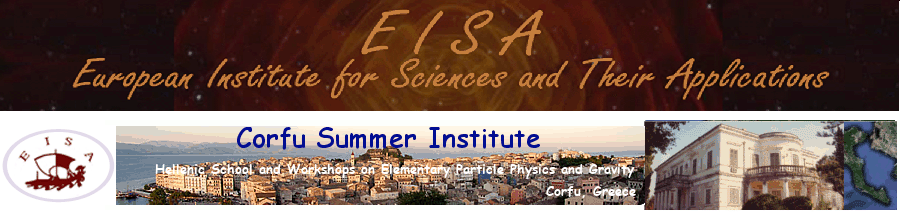 E I S A
European Institute for Sciences and Their Applications
E I S A
Corfu Summer Institute
Hellenic School and Workshops on Elementary Particle Physics and Gravity
Corfu, Greece